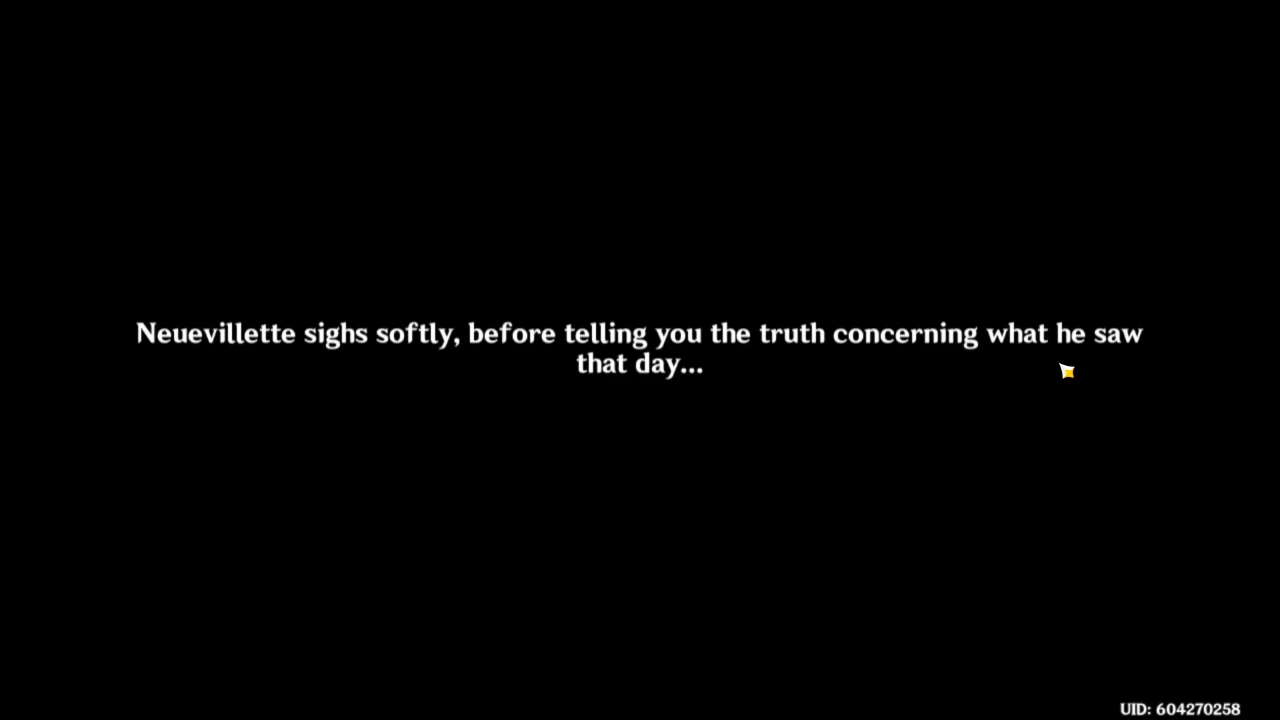 Neuevillette sighs softly, before telling you the truth concerning what he saw
that day...
UID: 604270258